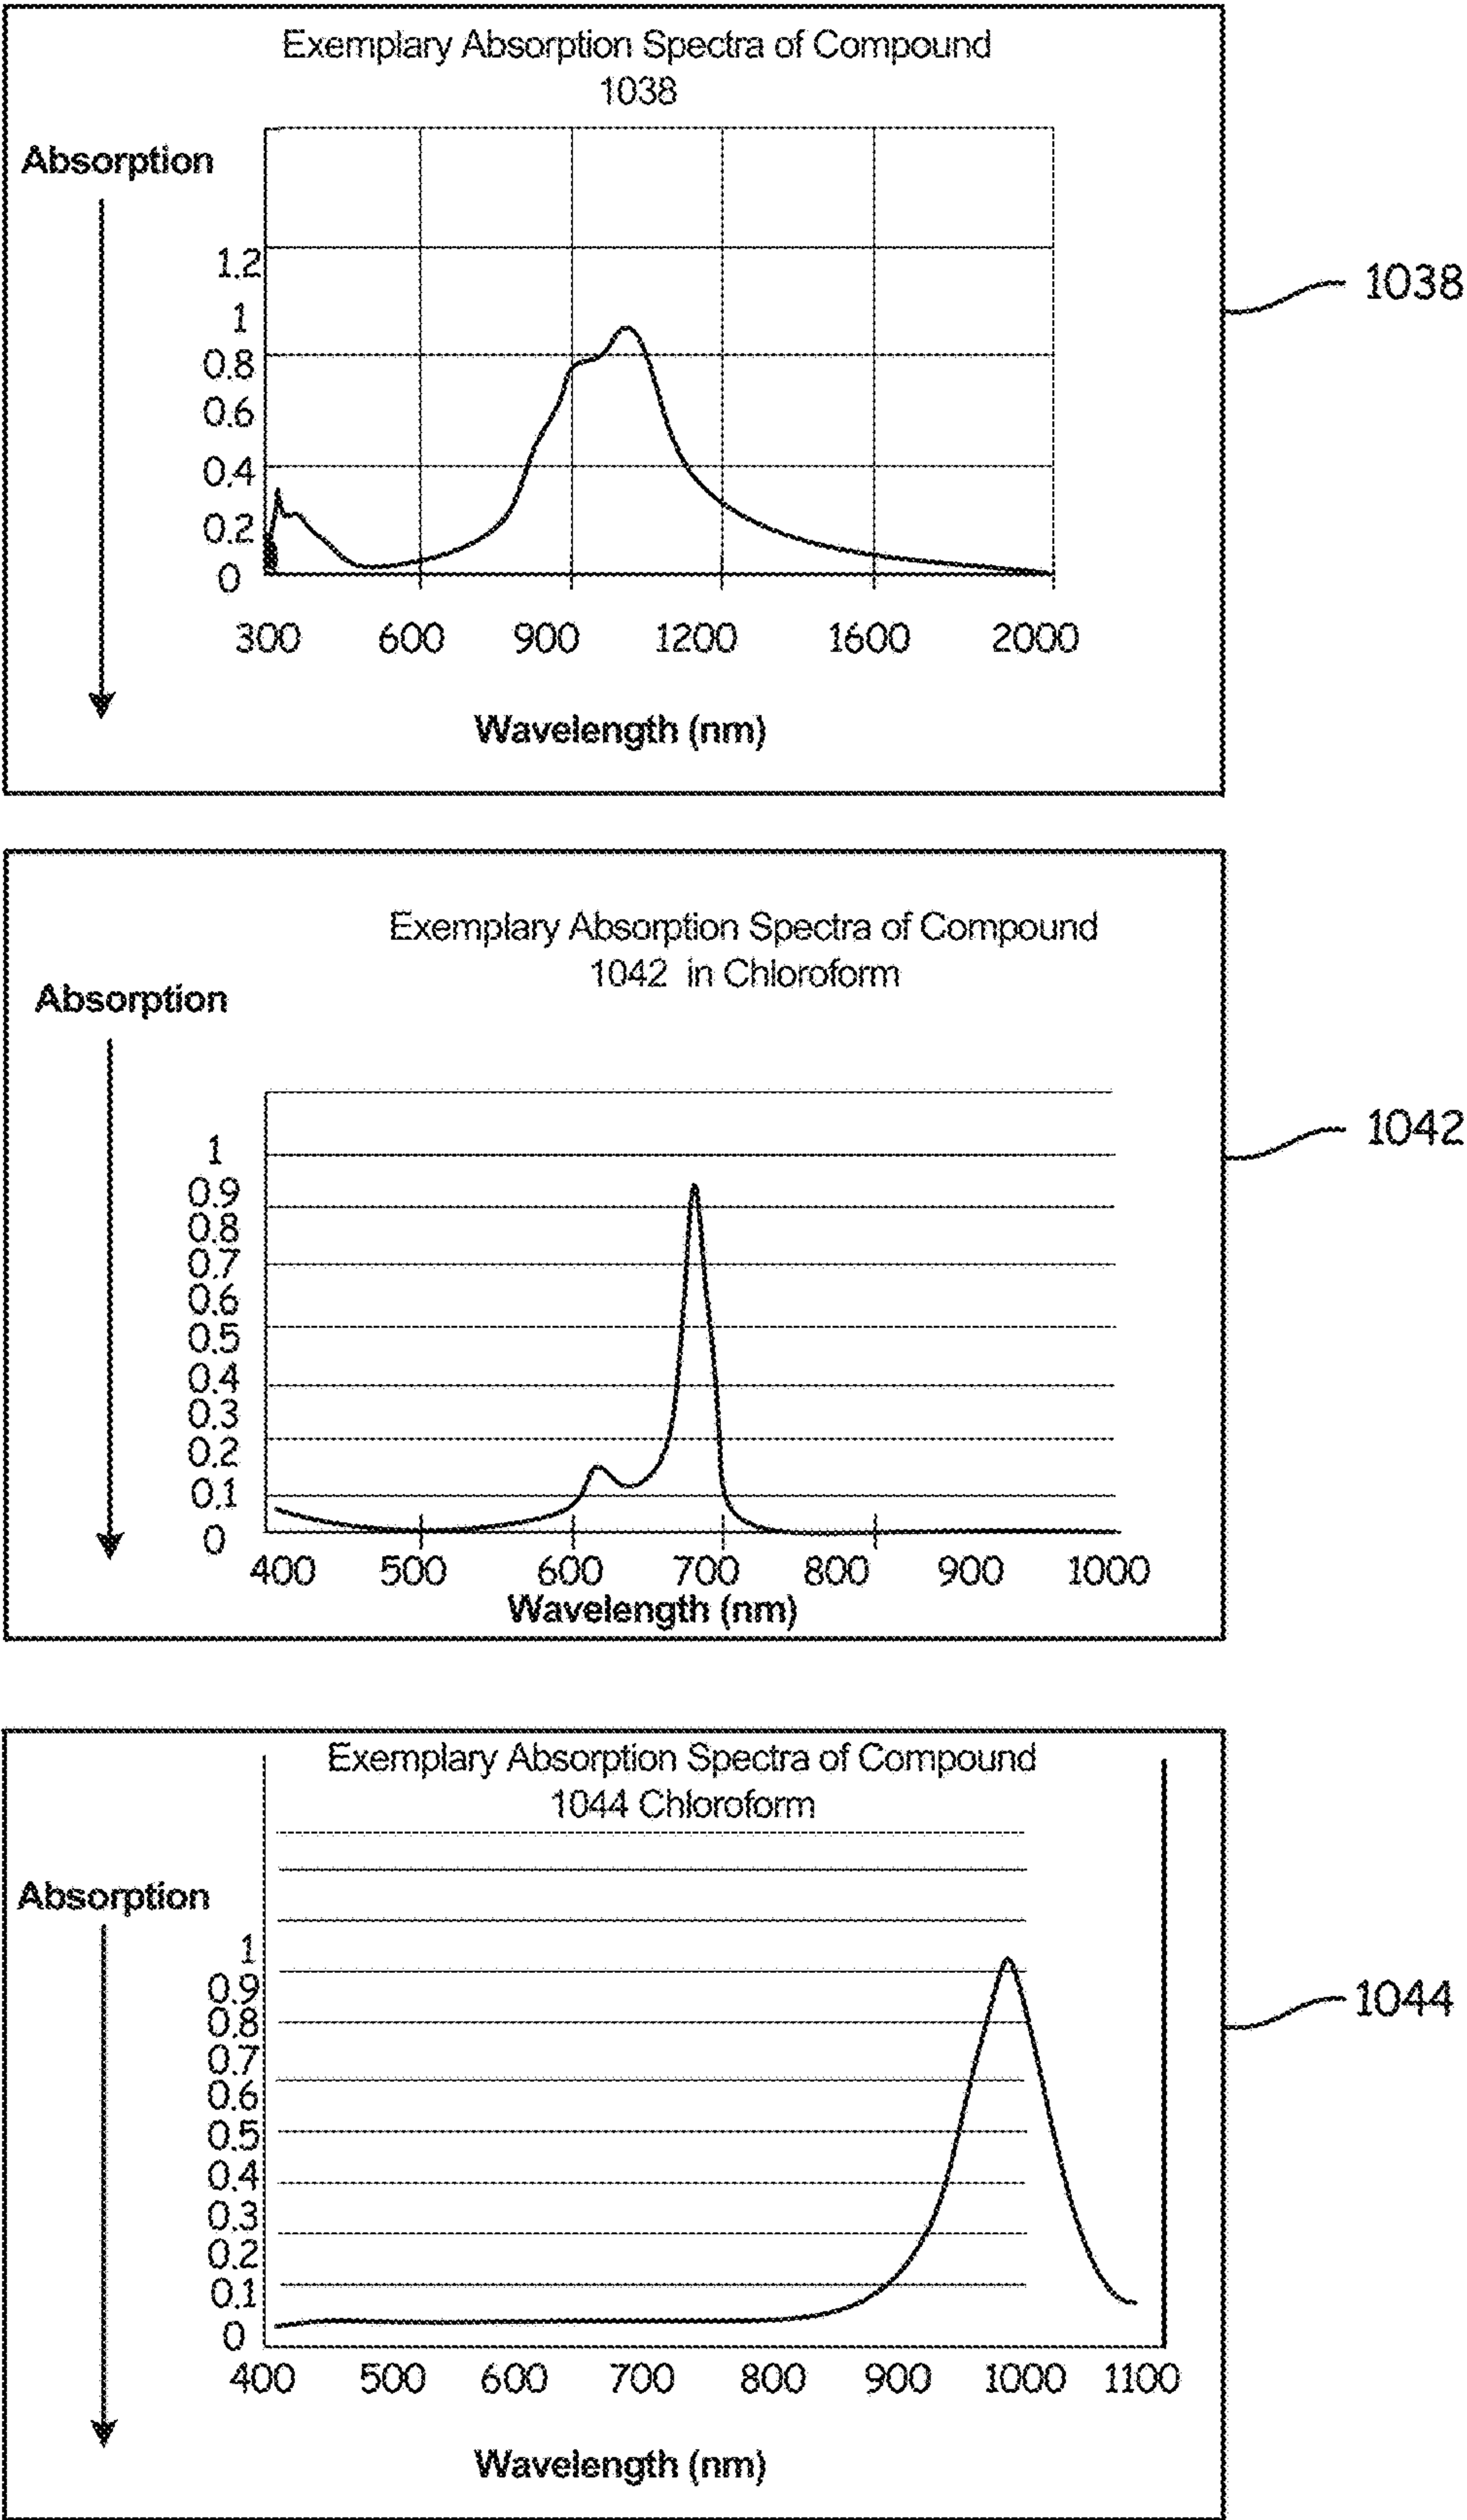 Exemplary Absorption Spectra of Compound
1038
Absorption
1.2
1
0.8
0.6
0.4
0.2
0
300 600 900 1200 1600 2000
Wavelength (nm)
1038
Exemplary Absorption Spectra of Compound
1042 in Chloroform
Absorption
1
0.9
0.8
0.7
0.6
0.5
0.4
0.3
0.2
0.1
0
400 500 600 700 800 900 1000
Wavelength (nm)
1042
Exemplary Absorption Spectra of Compound
1044 Chloroform
Absorption
1
0.9
0.8
0.7
0.6
0.5
0.4
0.3
0.2
0.1
0
400 500 600 700 800 900 1000 1100
Wavelength (nm)
1044